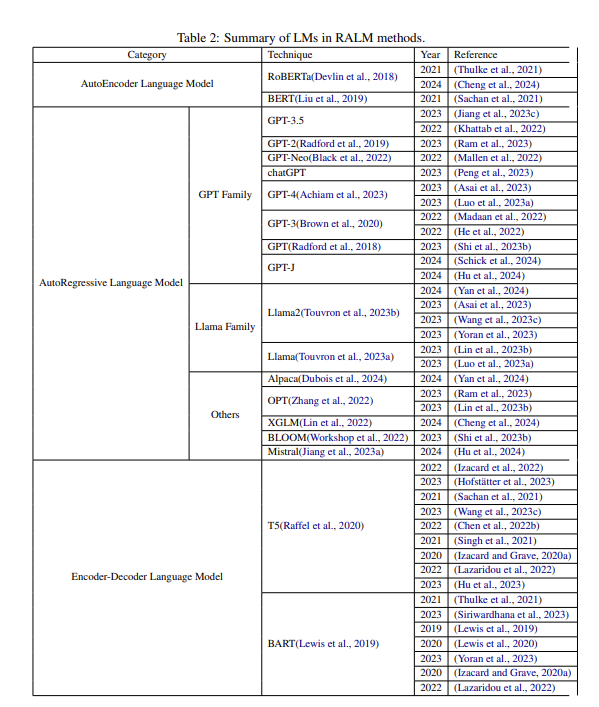 Table 2: Summary of LMs in RALM methods.
Category Technique Year Reference
AutoEncoder Language Model RoBERTa(Devlin et al., 2018) 2021 (Thulke et al., 2021)
2024 (Cheng et al., 2024)
BERT(Liu et al., 2019) 2021 (Sachan et al., 2021)
AutoRegressive Language Model GPT Family GPT-3.5 2023 (Jiang et al., 2023c)
2022 (Khattab et al., 2022)
GPT-2(Radford et al., 2019) 2023 (Ram et al., 2023)
GPT-Neo(Black et al., 2022) 2022 (Mallen et al., 2022)
chatGPT 2023 (Peng et al., 2023)
GPT-4(Achiam et al., 2023) 2023 (Asai et al., 2023)
2023 (Luo et al., 2023a)
GPT-3(Brown et al., 2020) 2022 (Madaan et al., 2022)
2022 (He et al., 2022)
GPT(Radford et al., 2018) 2023 (Shi et al., 2023b)
GPT-J 2024 (Schick et al., 2024)
2024 (Hu et al., 2024)
Llama Family Llama2(Touvron et al., 2023b) 2024 (Yan et al., 2024)
2023 (Asai et al., 2023)
2023 (Wang et al., 2023c)
2023 (Yoran et al., 2023)
Llama(Touvron et al., 2023a) 2023 (Lin et al., 2023b)
2023 (Luo et al., 2023a)
Others Alpaca(Dubois et al., 2024) 2024 (Yan et al., 2024)
OPT(Zhang et al., 2022) 2023 (Ram et al., 2023)
2023 (Lin et al., 2023b)
XGLM(Lin et al., 2022) 2024 (Cheng et al., 2024)
BLOOM(Workshop et al., 2022) 2023 (Shi et al., 2023b)
Mistral(Jiang et al., 2023a) 2024 (Hu et al., 2024)
Encoder-Decoder Language Model T5(Raffel et al., 2020) 2022 (Izacard et al., 2022)
2023 (Hofstätter et al., 2023)
2021 (Sachan et al., 2021)
2023 (Wang et al., 2023c)
2022 (Chen et al., 2022b)
2021 (Singh et al., 2021)
2020 (Izacard and Grave, 2020a)
2022 (Lazaridou et al., 2022)
2023 (Hu et al., 2023)
BART(Lewis et al., 2019) 2021 (Thulke et al., 2021)
2023 (Siriwardhana et al., 2023)
2019 (Lewis et al., 2019)
2020 (Lewis et al., 2020)
2023 (Yoran et al., 2023)
2020 (Izacard and Grave, 2020a)
2022 (Lazaridou et al., 2022)